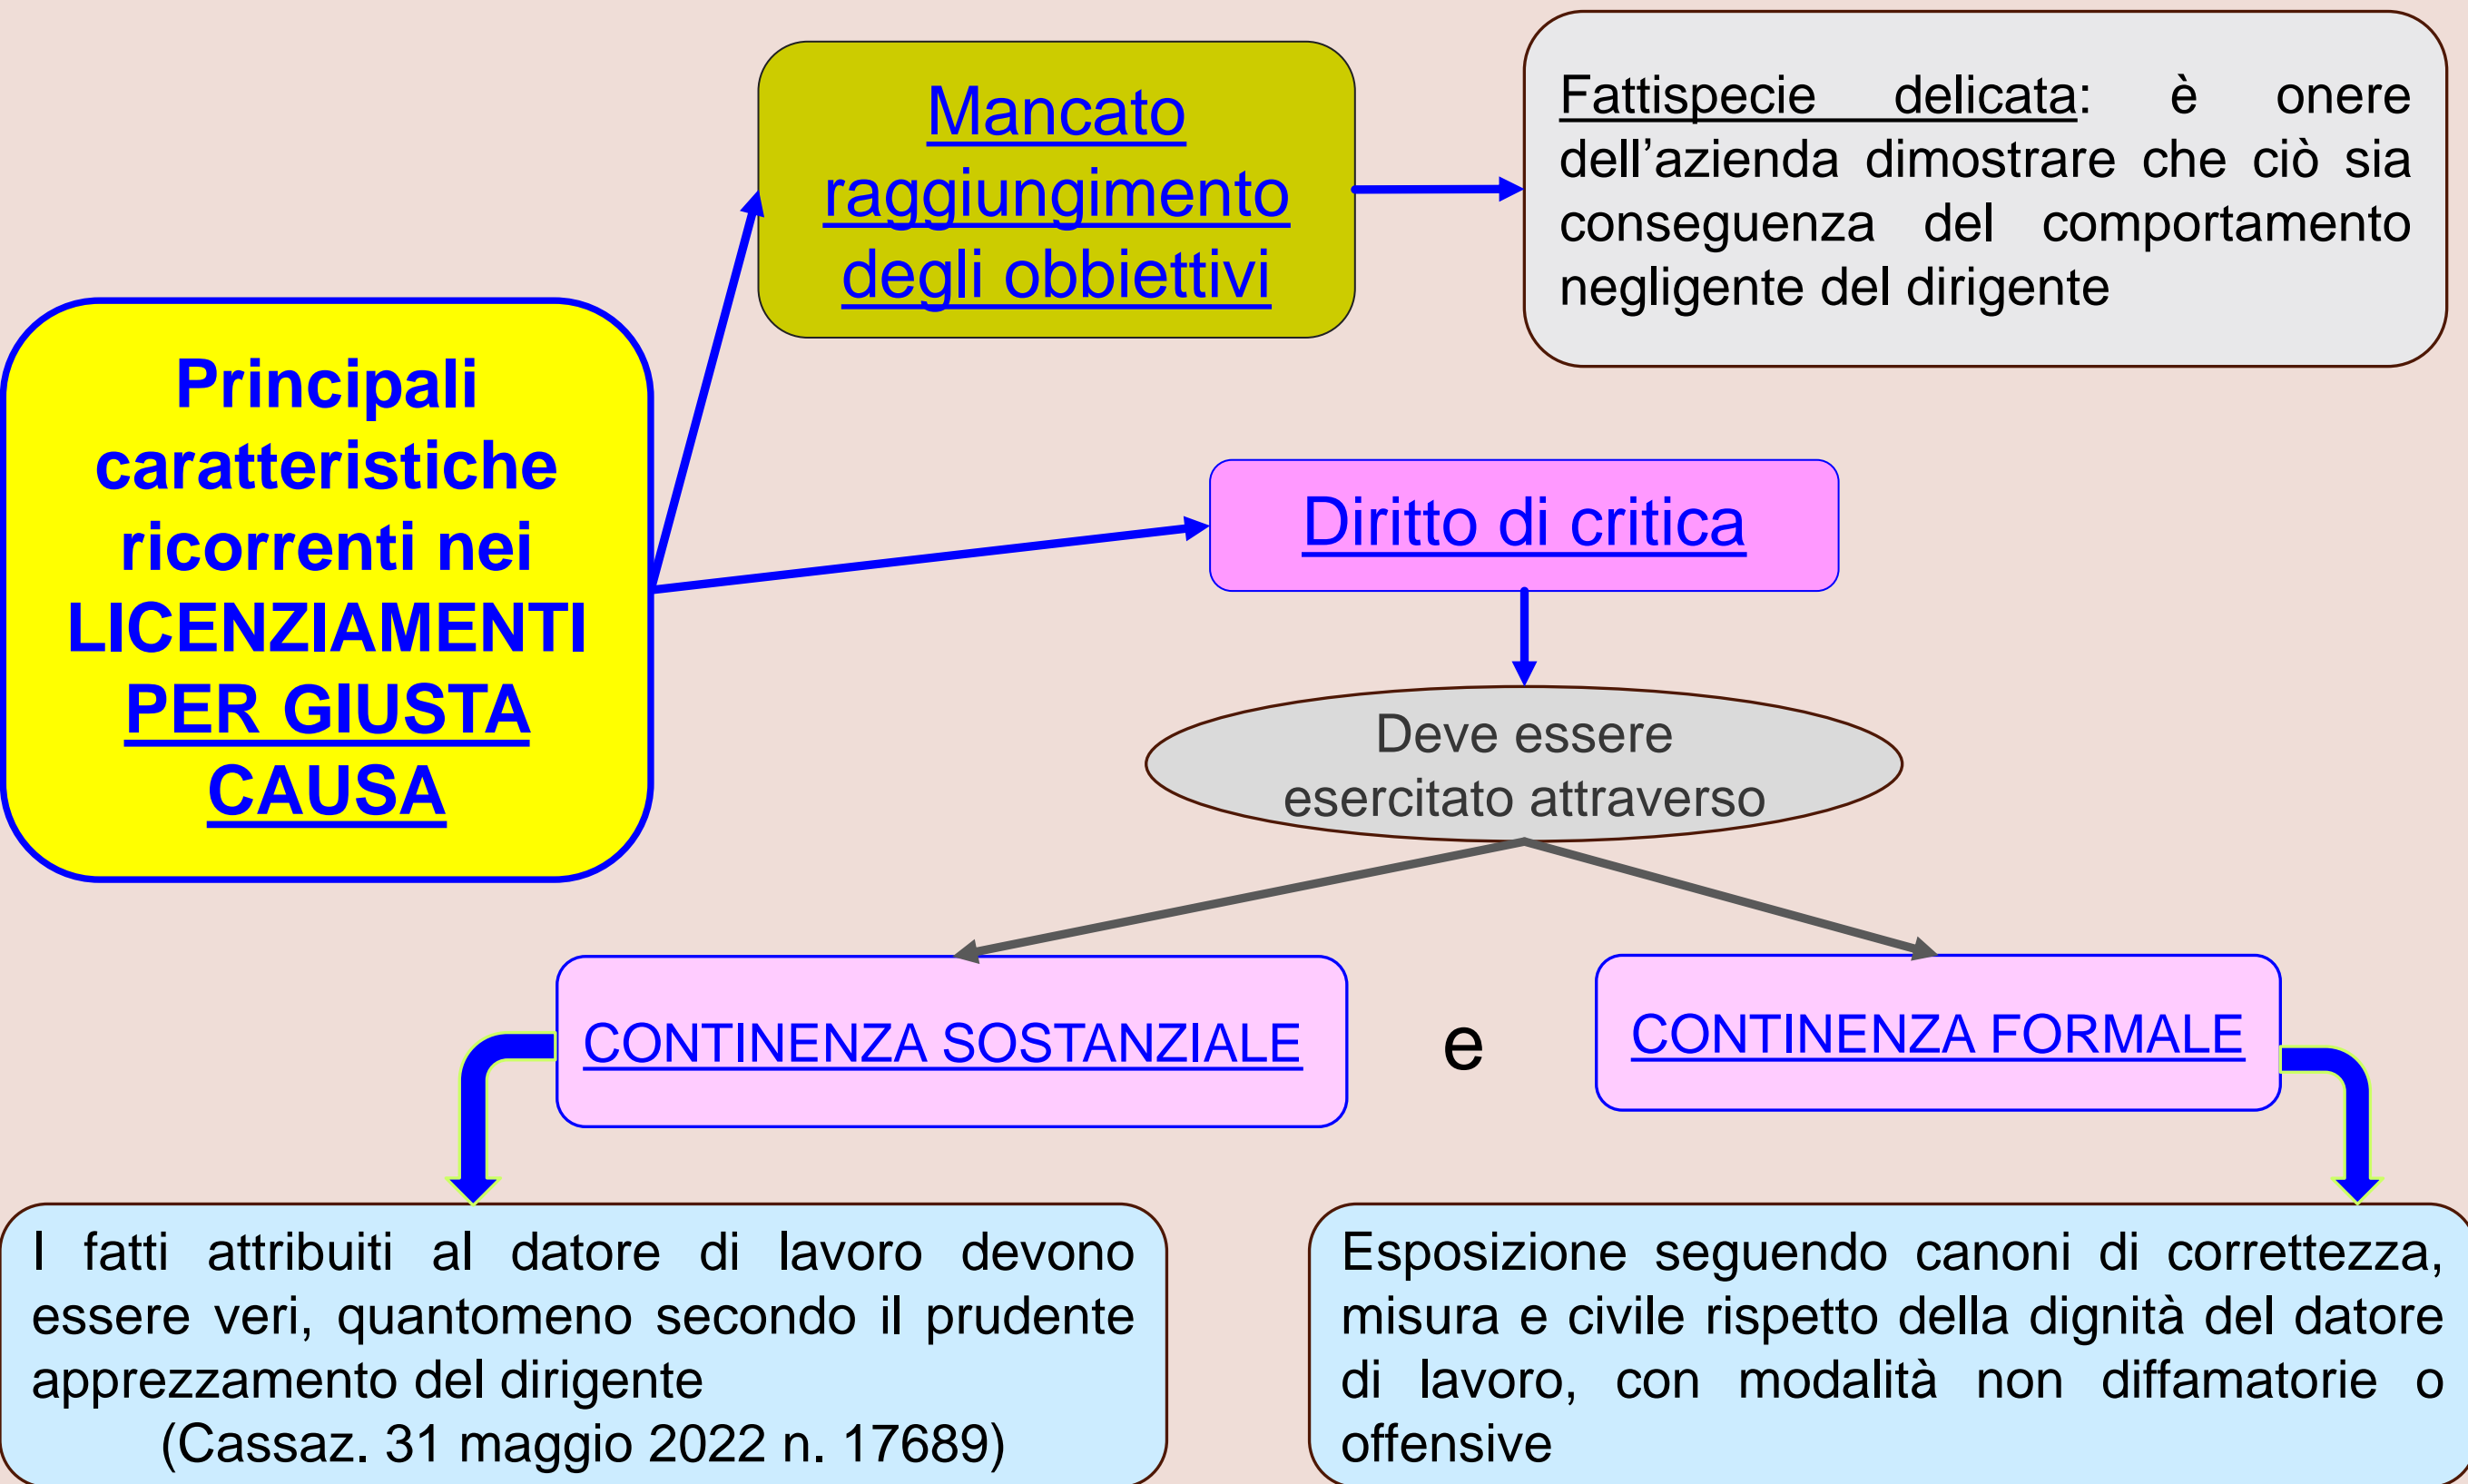 Principali
caratteristiche
ricorrenti nei
LICENZIAMENTI
PER GIUSTA
CAUSA
Mancato
raggiungimento
degli obbiettivi
Fattispecie delicata: è onere
dell’azienda dimostrare che ciò sia
conseguenza del comportamento
negligente del dirigente
Diritto di critica
Deve essere
esercitato attraverso
CONTINENZA SOSTANZIALE
e
CONTINENZA FORMALE
I fatti attribuiti al datore di lavoro devono
essere veri, quantomeno secondo il prudente
apprezzamento del dirigente
(Cassaz. 31 maggio 2022 n. 17689)
Esposizione seguendo canoni di correttezza,
misura e civile rispetto della dignità del datore
di lavoro, con modalità non diffamatorie o
offensive